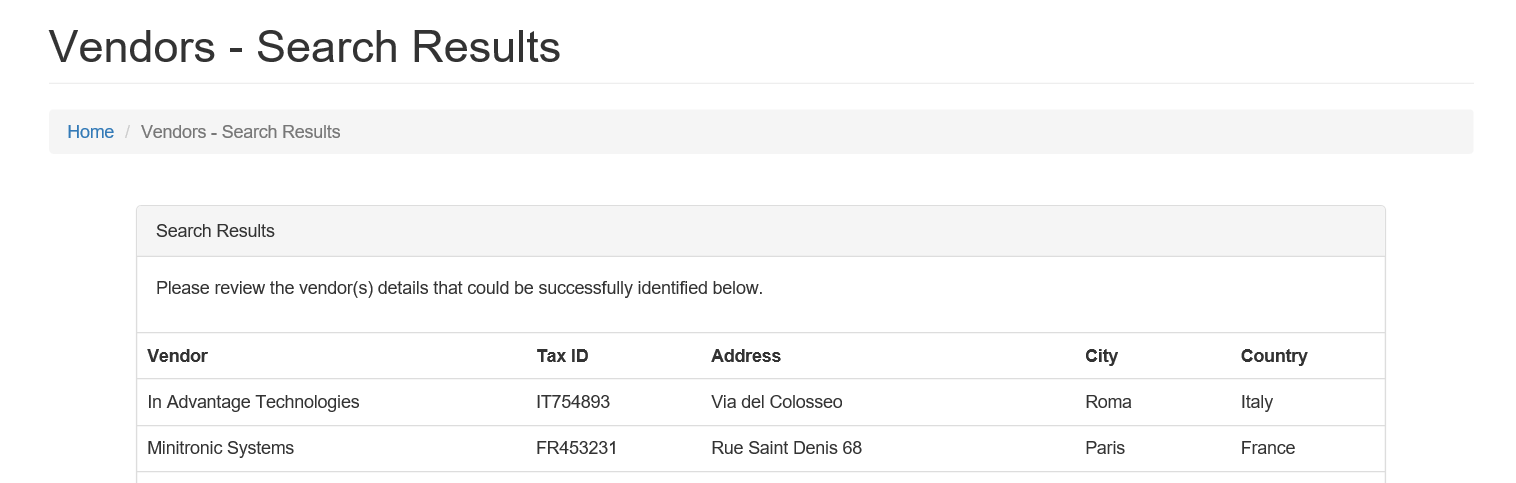 Vendors - Search Results
Home / Vendors - Search Results
Search Results
Please review the vendor(s) details that could be successfully identified below.
Vendor Tax ID Address City Country
In Advantage Technologies IT754893 Via del Colosseo Roma Italy
Minitronic Systems FR453231 Rue Saint Denis 68 Paris France